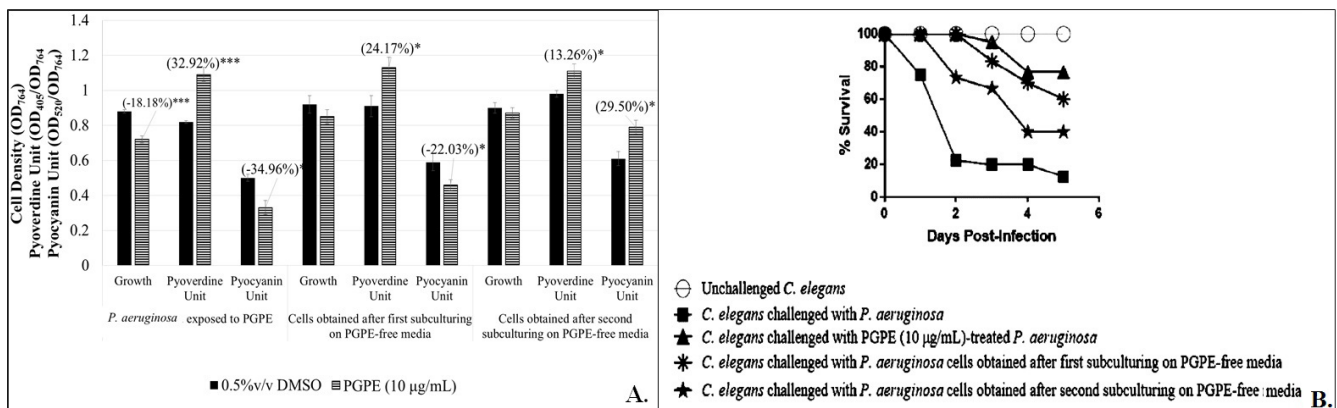 Cell Density (OD764)
Pyoverdine Unit (OD405/OD764
Pyocyanin Unit (OD520/OD764)
1.4
1.2
1
0.8
0.6
0.4
0.2
0
(-18.18%)***
(32.92%)***
(-34.96%)*
(24.17%)*
(-22.03%)*
(13.26%)*
(29.50%)*
Growth Pyoverdine Unit Pyocyanin Unit Growth Pyoverdine Unit Pyocyanin Unit Growth Pyoverdine Unit Pyocyanin Unit
P. aeruginosa exposed to PGPE
Cells obtained after first subculturing
on PGPE-free media
Cells obtained after second
subculturing on PGPE-free media
0.5%v/v DMSO PGPE (10 µg/mL)
A.
% Survival
100
80
60
40
20
0
0 2 4 6
Days Post-Infection
Unchallenged C. elegans
C. elegans challenged with P. aeruginosa
C. elegans challenged with PGPE (10 µg/mL)-treated P. aeruginosa
C. elegans challenged with P. aeruginosa cells obtained after first subculturing on PGPE-free media
C. elegans challenged with P. aeruginosa cells obtained after second subculturing on PGPE-free media
B.